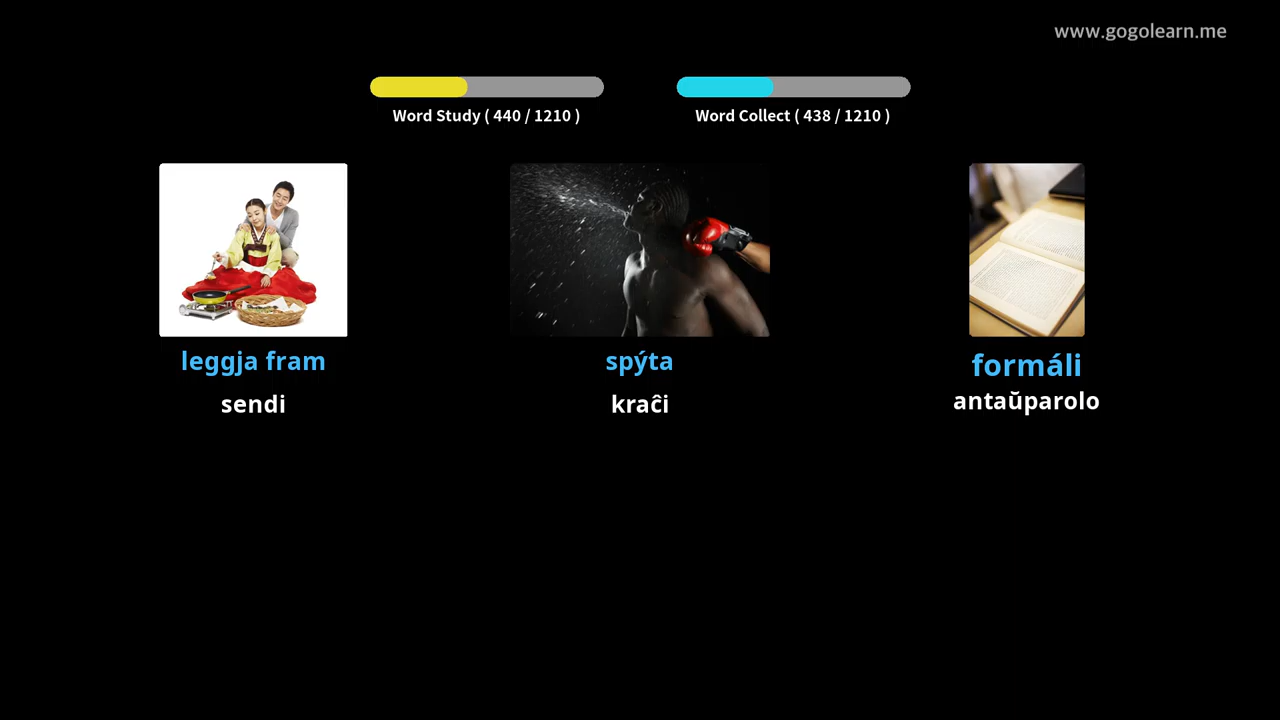 www.gogolearn.me
Word Study ( 440 / 1210 )
Word Collect ( 438 / 1210 )
leggja fram
sendi
spýta
kraĉi
formáli
antaŭparolo